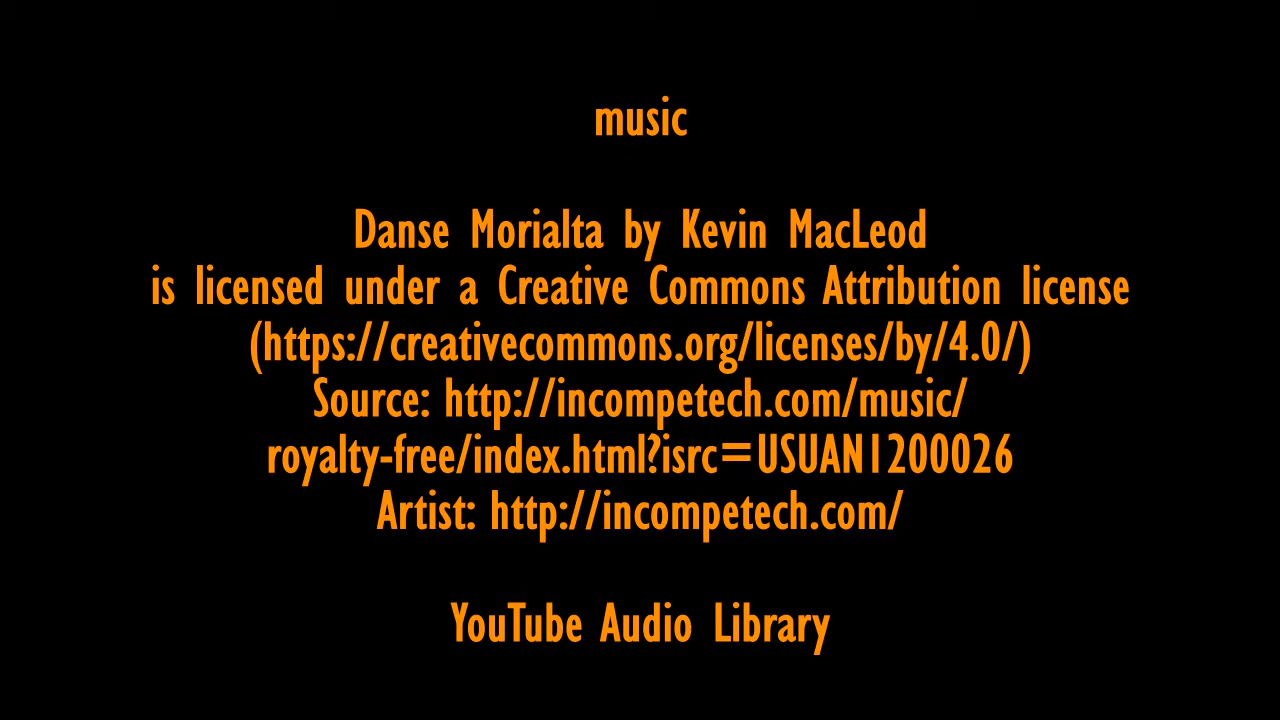 music
Danse Morialta by Kevin MacLeod
is licensed under a Creative Commons Attribution license
(https://creativecommons.org/licenses/by/4.0/)
Source: http://incompetech.com/music/
royalty-free/index.html?isrc=USUAN1200026
Artist: http://incompetech.com/
YouTube Audio Library